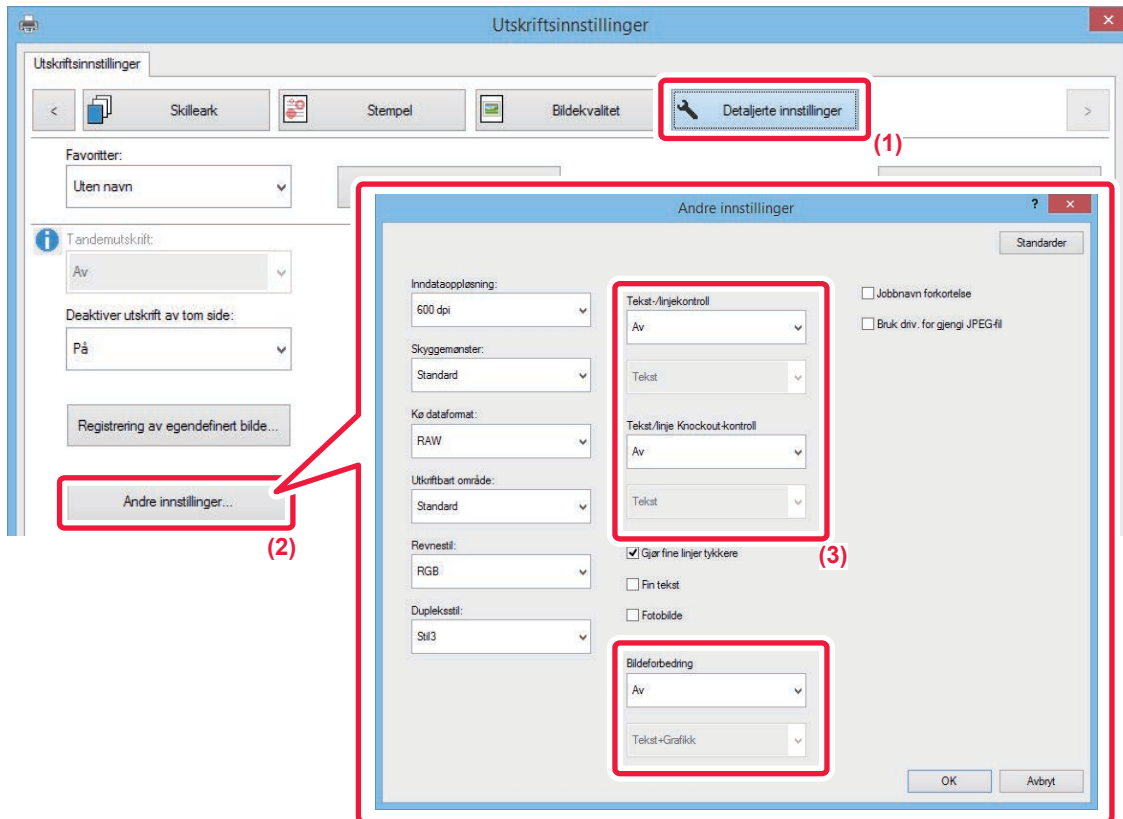 Utskriftsinnstillinger
×
Utskriftsinnstillinger
<
Skilleark
Stempel
Bildekvalitet
Detaljerte innstillinger
>
(1)
Favoritter:
Uten navn
Tandemutskrift:
Av
Deaktiver utskrift av tom side:
På
Registrering av egendefinert bilde...
Andre innstillinger...
(2)
Andre innstillinger
? ×
Standarder
Inndataoppløsning:
600 dpi
Skyggemønster:
Standard
Kø dataformat:
RAW
Utkriftbart område:
Standard
Revnestil:
RGB
Dupleksstil:
Stil3
Tekst-/linjekontroll
Av
Tekst
Tekst/linje Knockout-kontroll
Av
Tekst
(3)
Gjør fine linjer tykkere
Fin tekst
Fotobilde
Bildeforbedring
Av
Tekst+Grafikk
Jobbnavn forkortelse
Bruk driv. for gjengi JPEG-fil
OK
Avbryt